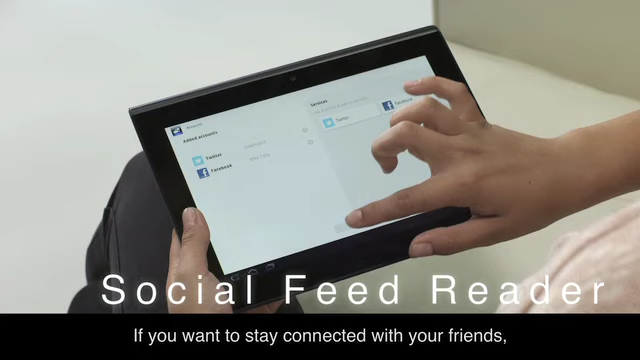 Services
Added accounts
Twitter
Facebook
Twitter
Facebook
Social Feed Reader
If you want to stay connected with your friends,